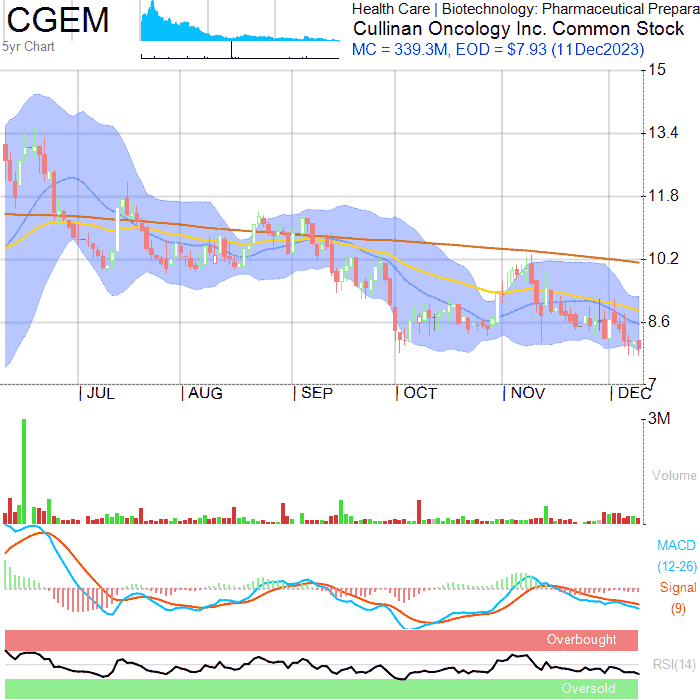 CGEM
5yr Chart
Health Care | Biotechnology: Pharmaceutical Prepara
Cullinan Oncology Inc. Common Stock
MC = 339.3M, EOD = $7.93 (11Dec2023)
15
13.4
11.8
10.2
8.6
7
JUL AUG SEP OCT NOV DEC
3M
Volume
MACD
(12-26)
Signal
(9)
Overbought
RSI(14)
Oversold